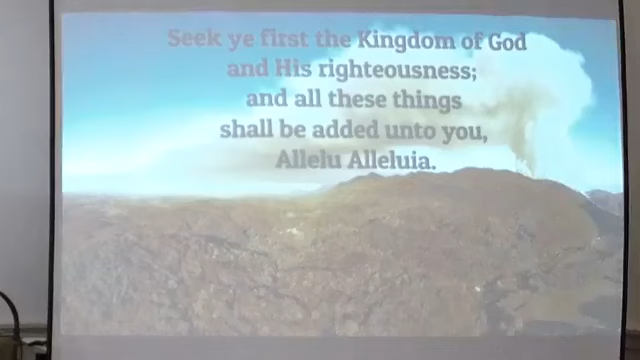 Seek ye first the Kingdom of God
and His righteousness;
and all these things
shall be added unto you,
Allelu Alleluia.